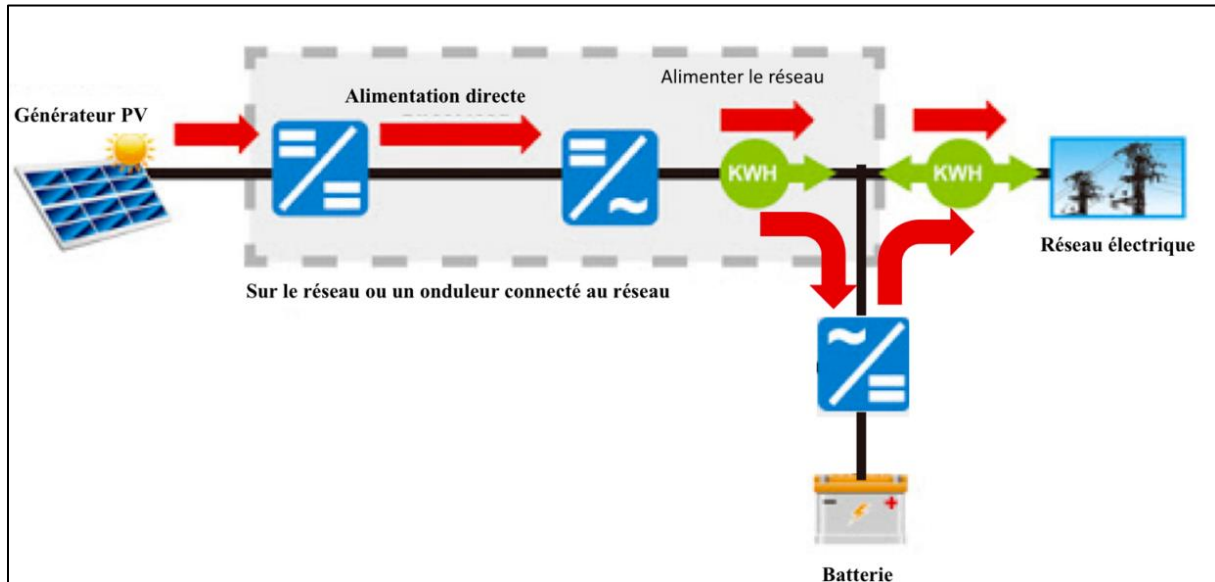 Alimenter le réseau
Alimentation directe
Générateur PV
KWH
KWH
Réseau électrique
Sur le réseau ou un onduleur connecté au réseau
Batterie